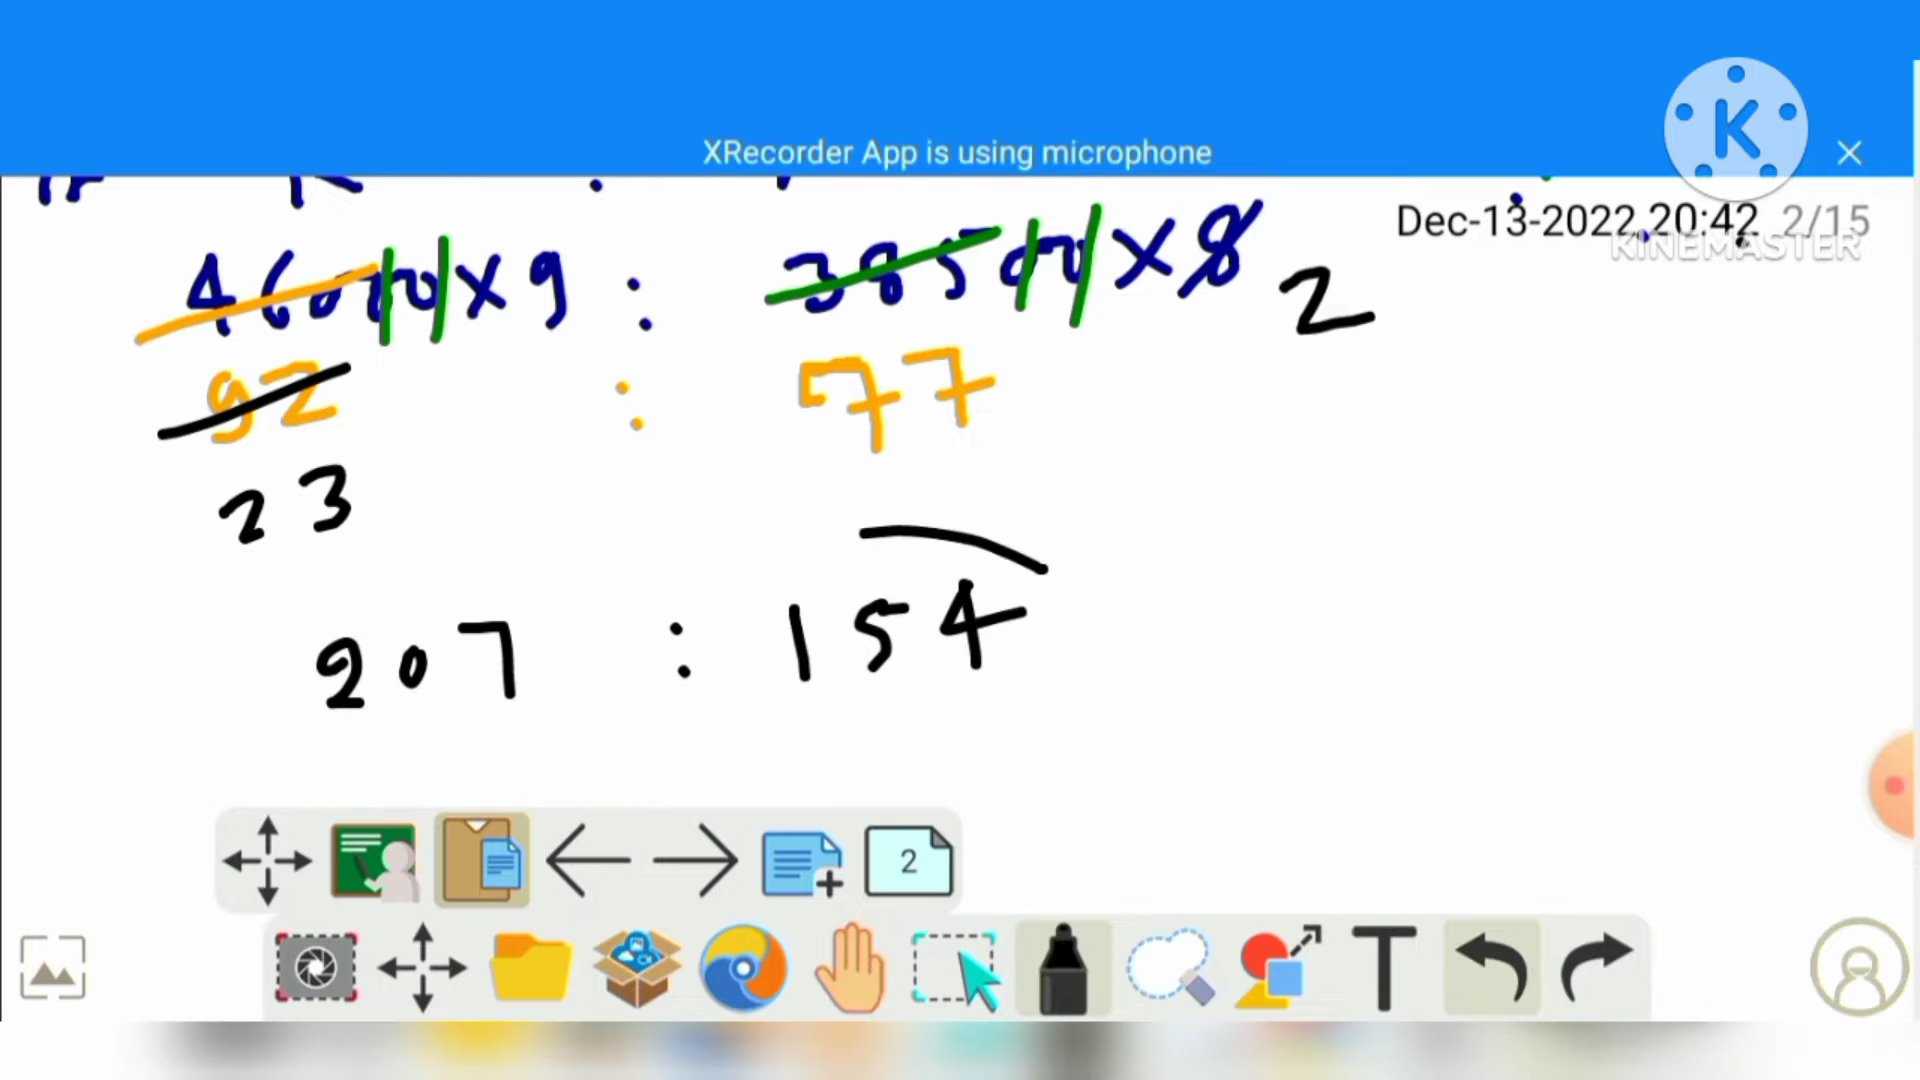 K
XRecorder App is using microphone
Dec-13-2022 20:42 2/15
KINEMASTER
46000 x 9 : 38500 x 8 2
92 : 77
23
207 : 154
2
T